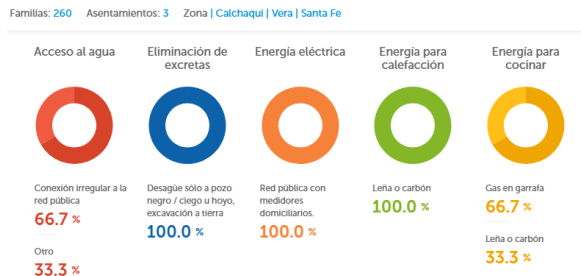 Familias: 260 Asentamientos: 3 Zona | Calchaqui | Vera | Santa Fe
Acceso al agua
Conexión irregular a la
red pública
66.7 %
Otro
33.3 %
Eliminación de
excretas
Desagüe sólo a pozo
negro / ciego u hoyo,
excavación a tierra
100.0 %
Energía eléctrica
Red pública con
medidores
domiciliarios.
100.0 %
Energía para
calefacción
Leña o carbón
100.0 %
Energía para
cocinar
Gas en garrafa
66.7 %
Leña o carbón
33.3 %